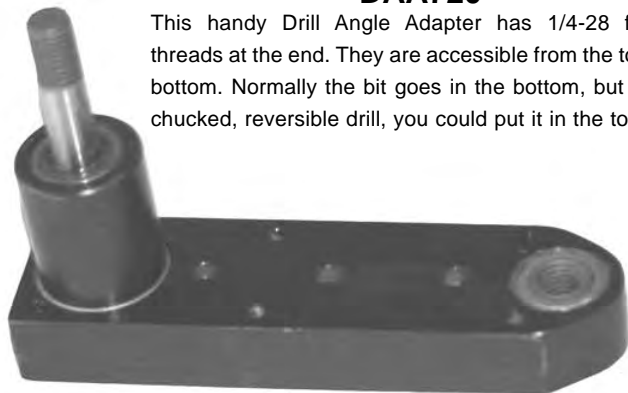 This handy Drill Angle Adapter has 1/4-28
threads at the end. They are accessible from the
bottom. Normally the bit goes in the bottom, but
chucked, reversible drill, you could put it in the